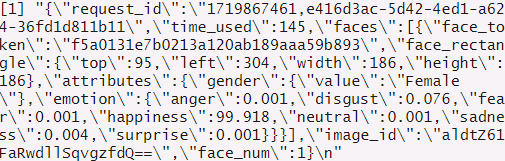 [1] "{\"request_id\":\"1719867461,e416d3ac-5d42-4ed1-a62
4-36fd1d811b11\",\"time_used\":145,\"faces\":[{\"face_to
ken\":\"f5a0131e7b0213a120ab189aaa59b893\",\"face_rectan
gle\":{\"top\":95,\"left\":304,\"width\":186,\"height\":
186},\"attributes\":{\"gender\":{\"value\":\"Female
\"},\"emotion\":{\"anger\":0.001,\"disgust\":0.076,\"fea
r\":0.001,\"happiness\":99.918,\"neutral\":0.001,\"sadne
ss\":0.004,\"surprise\":0.001}}}],\"image_id\":\"aldtZ61
FaRwdllSqvgzfdQ==\",\"face_num\":1}\n"